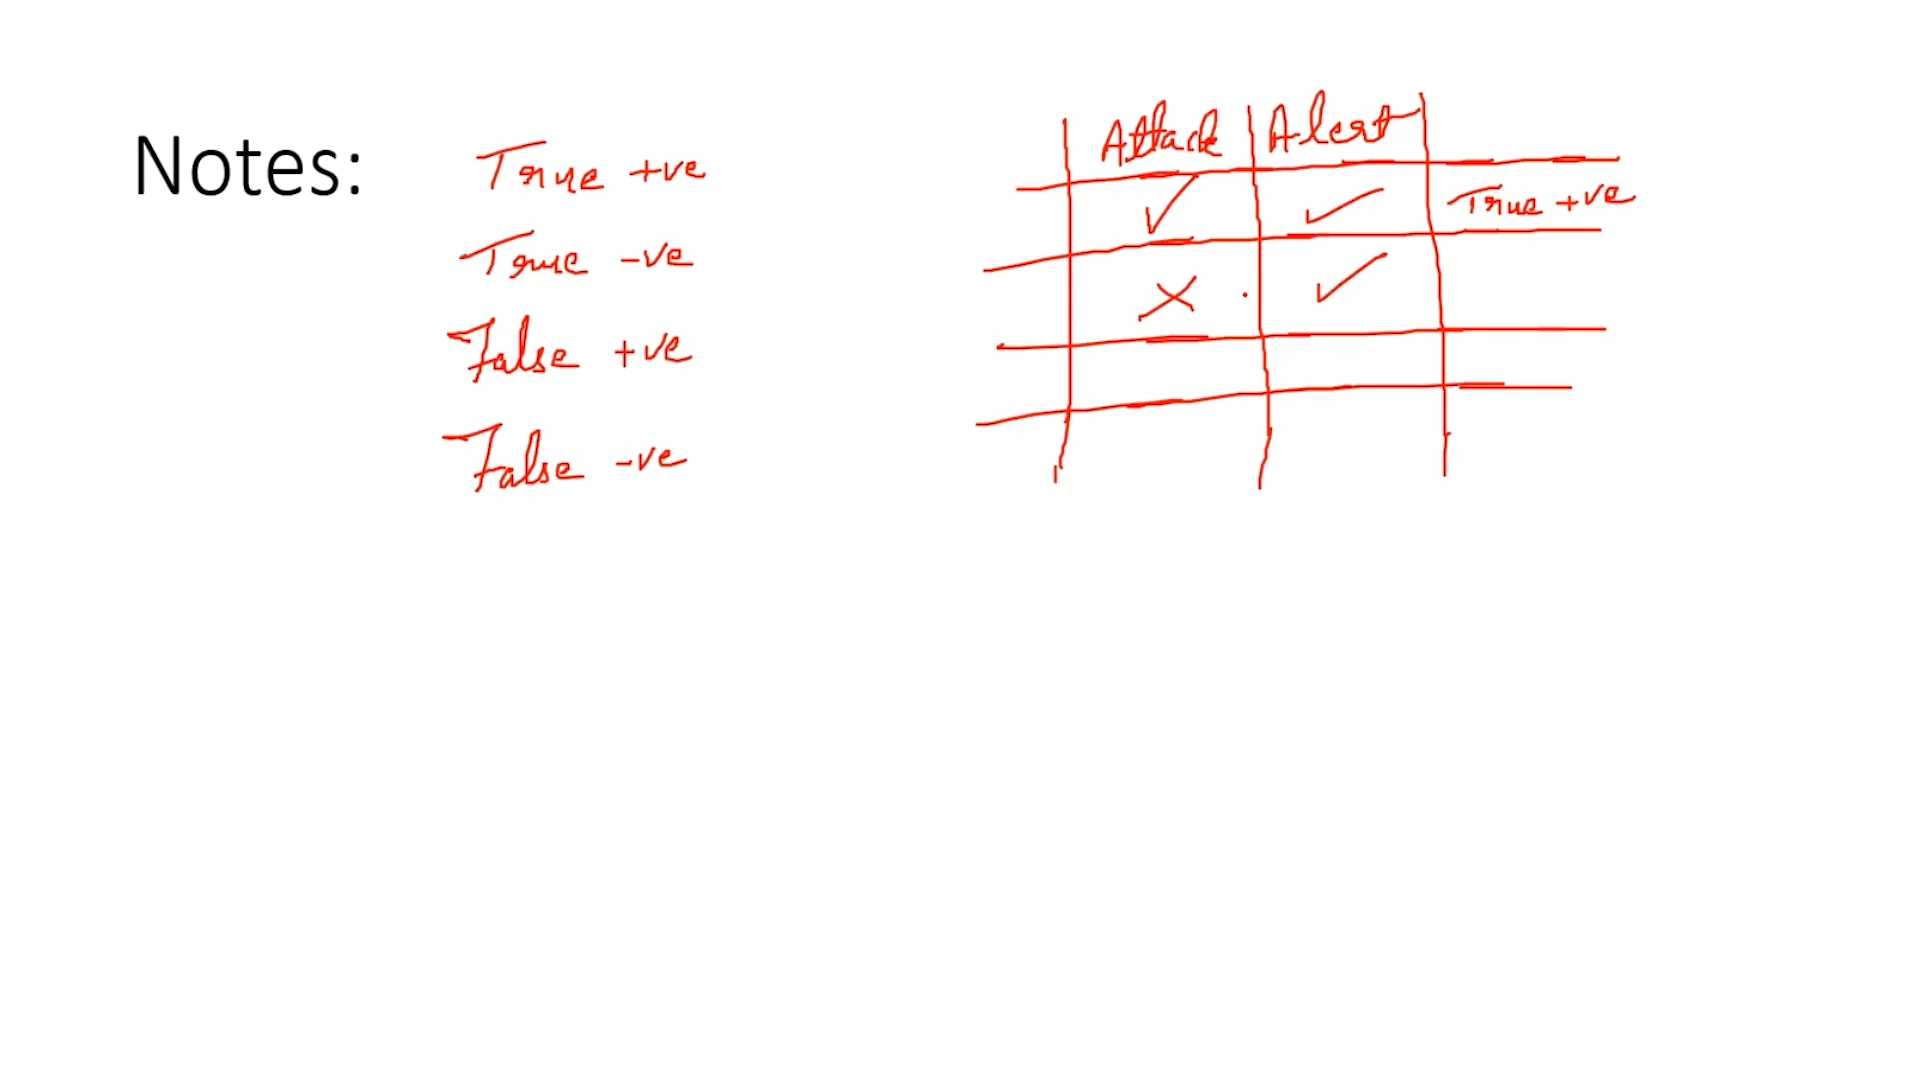 Notes:
True +ve
True -ve
False +ve
False -ve
Attack Alert
✓ ✓ True +ve
X ✓